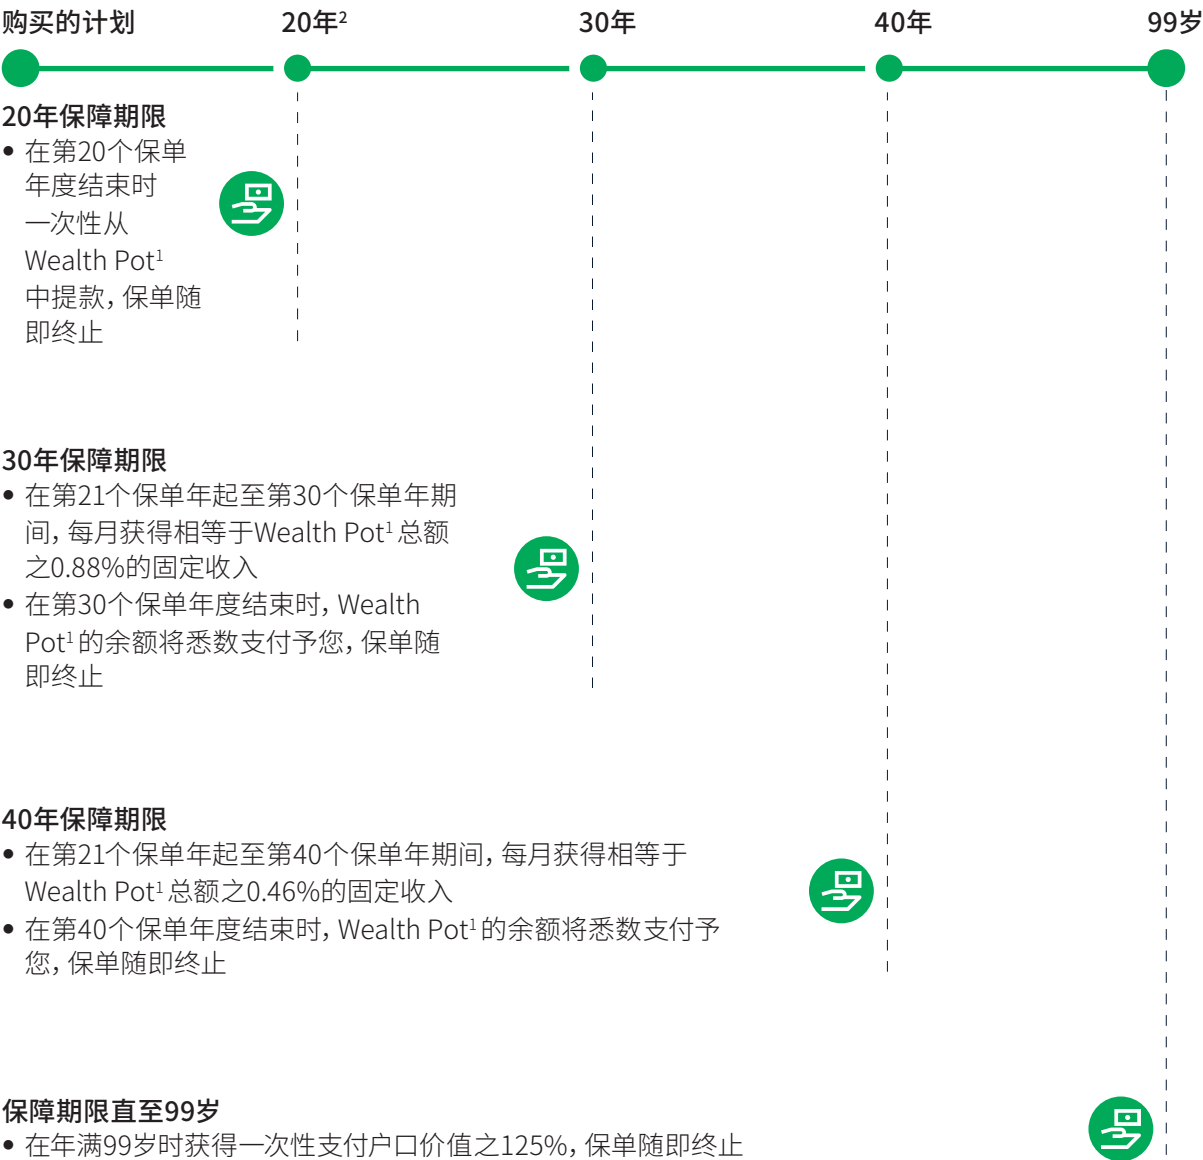 购买的计划 20年² 30年 40年 99岁
20年保障期限
• 在第20个保单
年度结束时
一次性从
Wealth Pot¹
中提款，保单随
即终止
30年保障期限
• 在第21个保单年起至第30个保单年期
间，每月获得相等于Wealth Pot¹ 总额
之0.88%的固定收入
• 在第30个保单年度结束时，Wealth
Pot¹ 的余额将悉数支付予您，保单随
即终止
40年保障期限
• 在第21个保单年起至第40个保单年期间，每月获得相等于
Wealth Pot¹ 总额之0.46%的固定收入
• 在第40个保单年度结束时，Wealth Pot¹ 的余额将悉数支付予
您，保单随即终止
保障期限直至99岁
• 在年满99岁时获得一次性支付户口价值之125%，保单随即终止